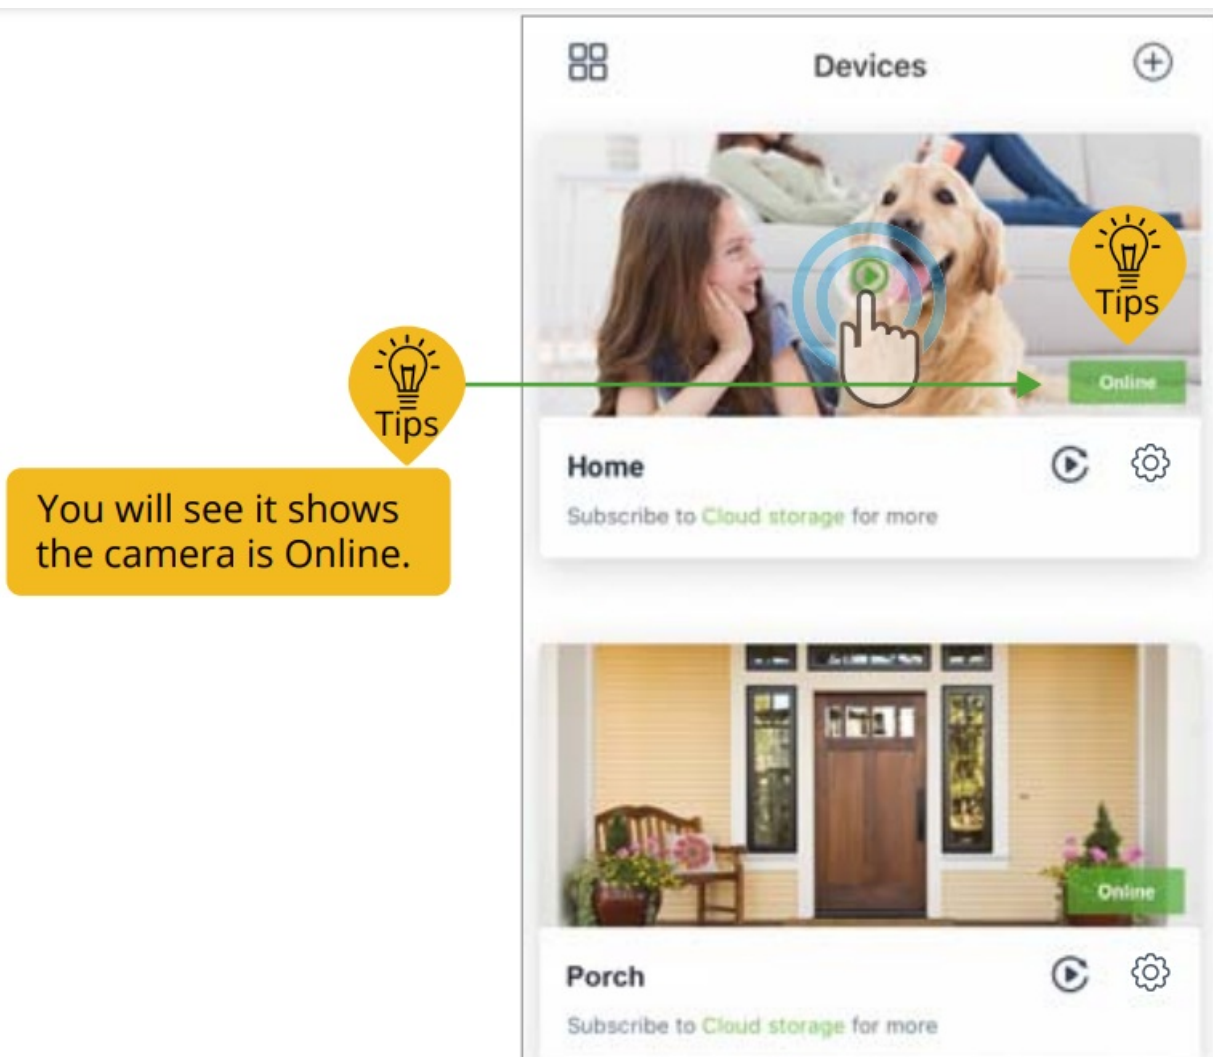 Devices
Tips
Online
Tips
You will see it shows
the camera is Online.
Home
Subscribe to Cloud storage for more
Online
Porch
Subscribe to Cloud storage for more